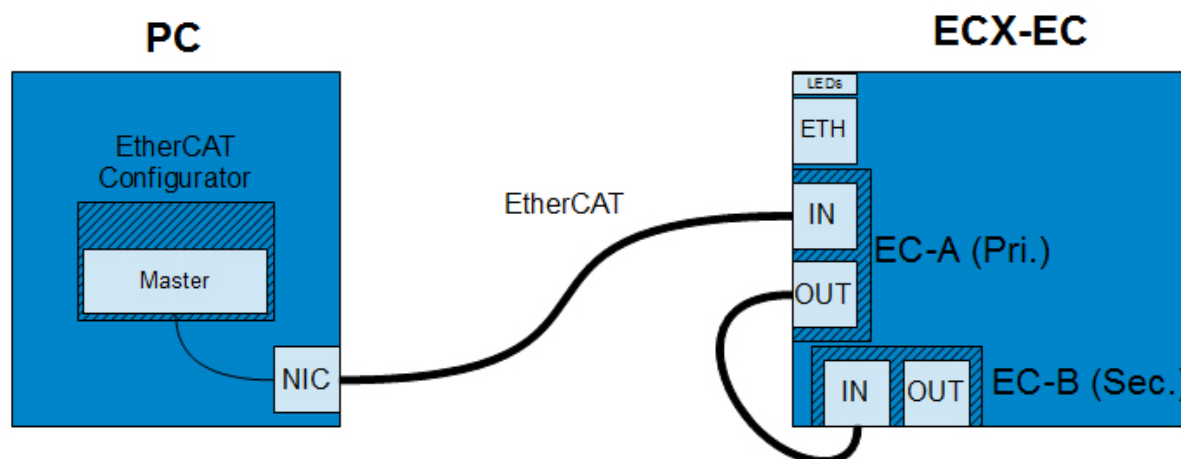 PC
EtherCAT
Configurator
Master
NIC
EtherCAT
ECX-EC
LEDs
ETH
IN
OUT
EC-A (Pri.)
IN
OUT
EC-B (Sec.)